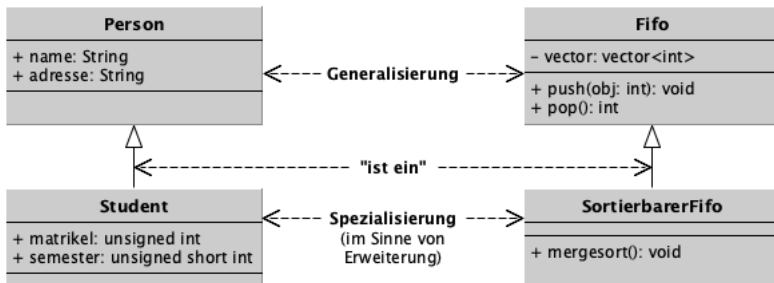 Person
+ name: String
+ adresse: String
Generalisierung
Fifo
– vector: vector<int>
+ push(obj: int): void
+ pop(): int
"ist ein"
Student
+ matrikel: unsigned int
+ semester: unsigned short int
Spezialisierung
(im Sinne von
Erweiterung)
SortierbarerFifo
+ mergesort(): void